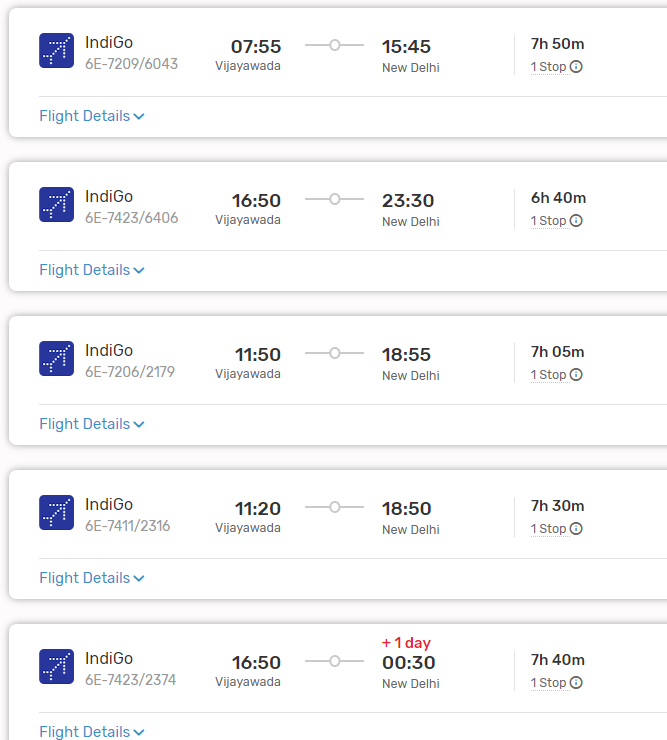 IndiGo 07:55 15:45 7h 50m
6E-7209/6043 Vijayawada New Delhi 1 Stop
Flight Details
IndiGo 16:50 23:30 6h 40m
6E-7423/6406 Vijayawada New Delhi 1 Stop
Flight Details
IndiGo 11:50 18:55 7h 05m
6E-7206/2179 Vijayawada New Delhi 1 Stop
Flight Details
IndiGo 11:20 18:50 7h 30m
6E-7411/2316 Vijayawada New Delhi 1 Stop
Flight Details
+ 1 day
IndiGo 16:50 00:30 7h 40m
6E-7423/2374 Vijayawada New Delhi 1 Stop
Flight Details